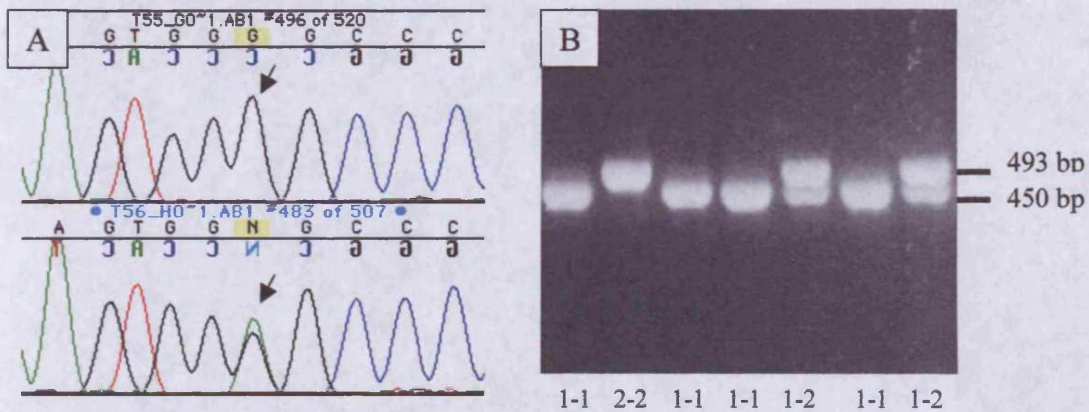 A
T55_G0~1.AB1 #496 of 520
G T G G G G C C C
C A C C C C G G G
T56_H0~1.AB1 #483 of 507
A G T G G N G C C C
T C A C C N C G G G
B
493 bp
450 bp
1-1 2-2 1-1 1-1 1-2 1-1 1-2